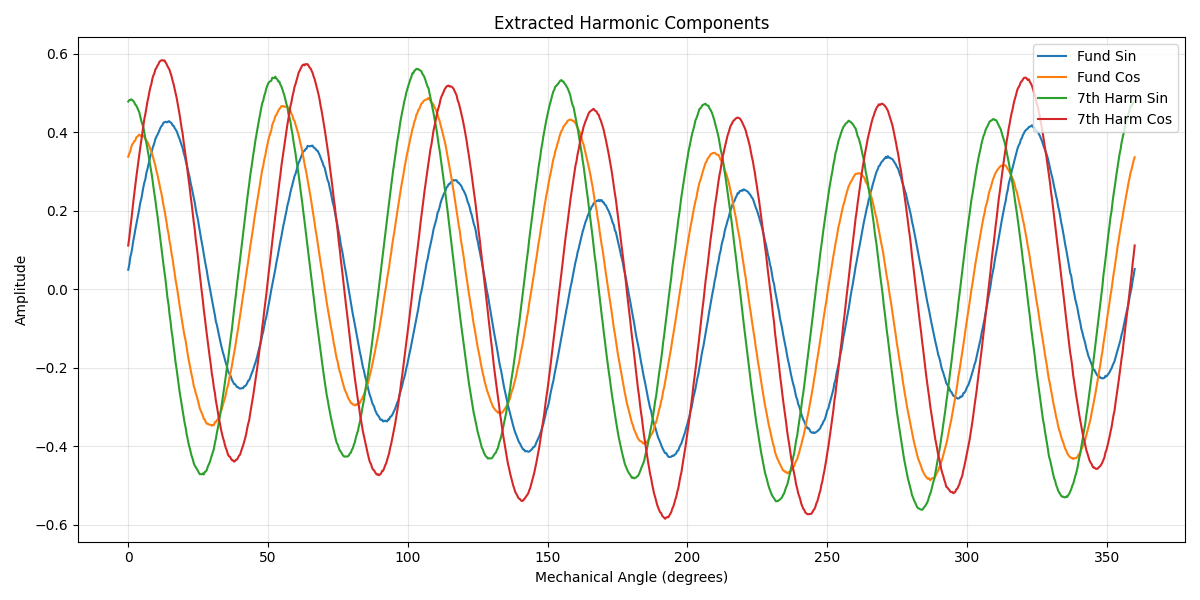 Extracted Harmonic Components
Fund Sin
Fund Cos
7th Harm Sin
7th Harm Cos
Amplitude
0.6
0.4
0.2
0.0
−0.2
−0.4
−0.6
0 50 100 150 200 250 300 350
Mechanical Angle (degrees)